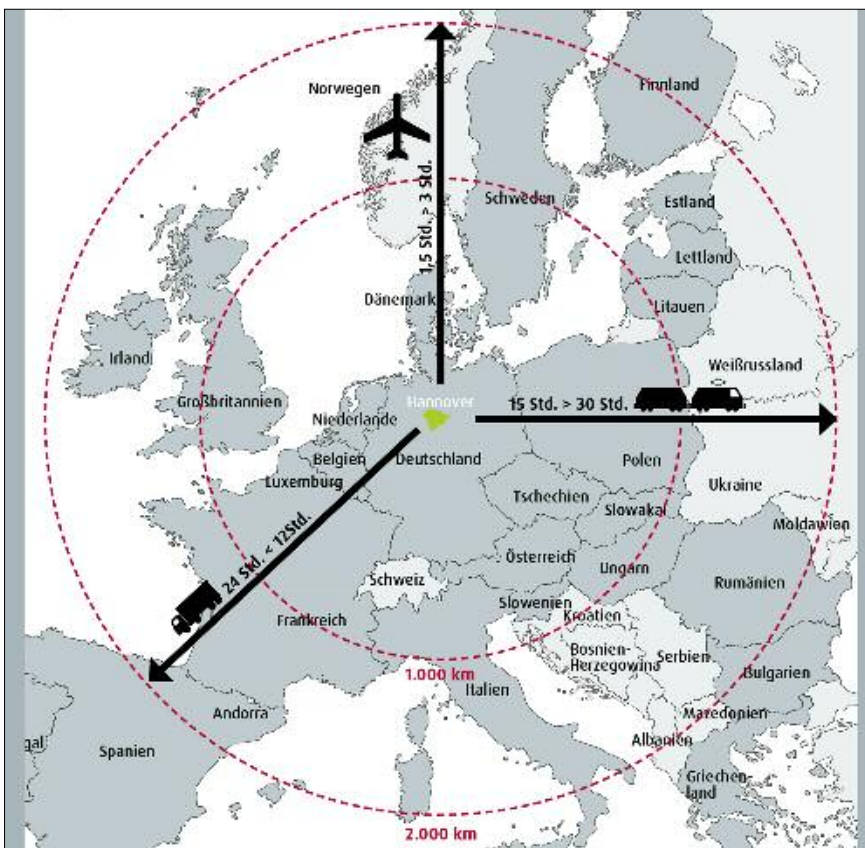 Norwegen
Finnland
1,5 Std. > 3 Std.
Schweden
Estland
Lettland
Dänemark
Litauen
Irland
Weißrussland
Großbritannien
Hannover
15 Std. > 30 Std.
Niederlande
Belgien
Deutschland
Polen
Luxemburg
Ukraine
Tschechien
Slowakai
Moldawien
24 Std. < 12Std.
Österreich
Schweiz
Ungarn
Rumänien
Slowenien
Kroatien
Frankreich
Bosnien-
Herzegowina
Serbien
1.000 km
Bulgarien
Italien
Andorra
Mazedonien
Albanien
gal
Spanien
Griechen-
land
2.000 km